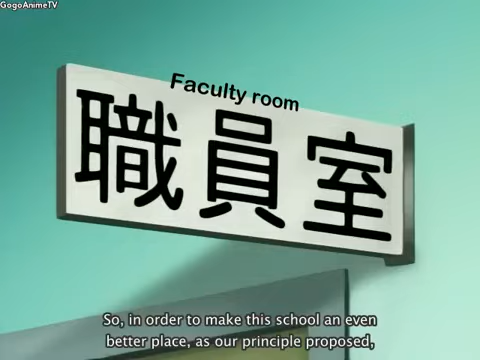 GogoAnimeTV
Faculty room
職員室
So, in order to make this school an even
better place, as our principle proposed,